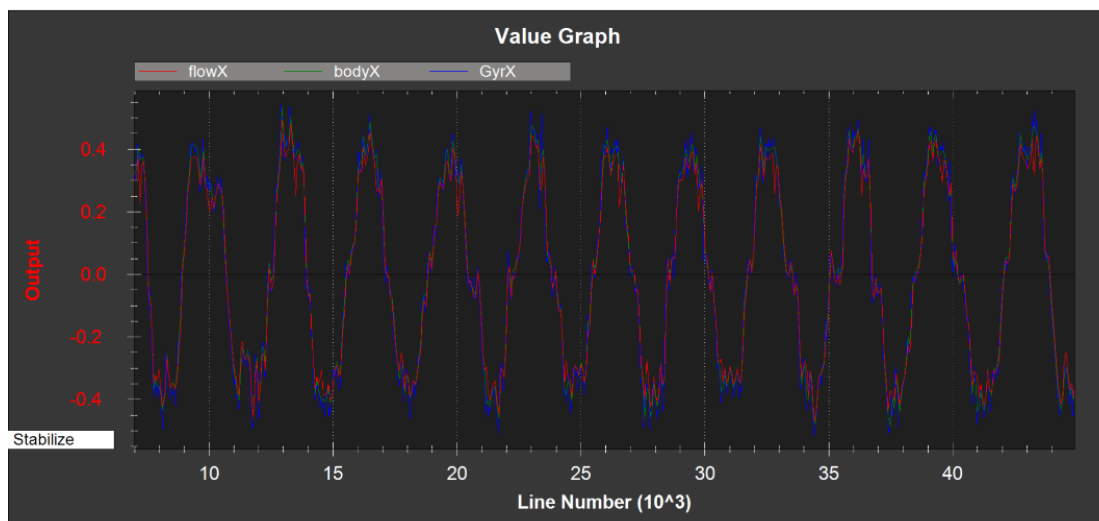 Value Graph
flowX bodyX GyrX
0.4
0.2
0.0
-0.2
-0.4
Output
Stabilize
10 15 20 25 30 35 40
Line Number (10^3)